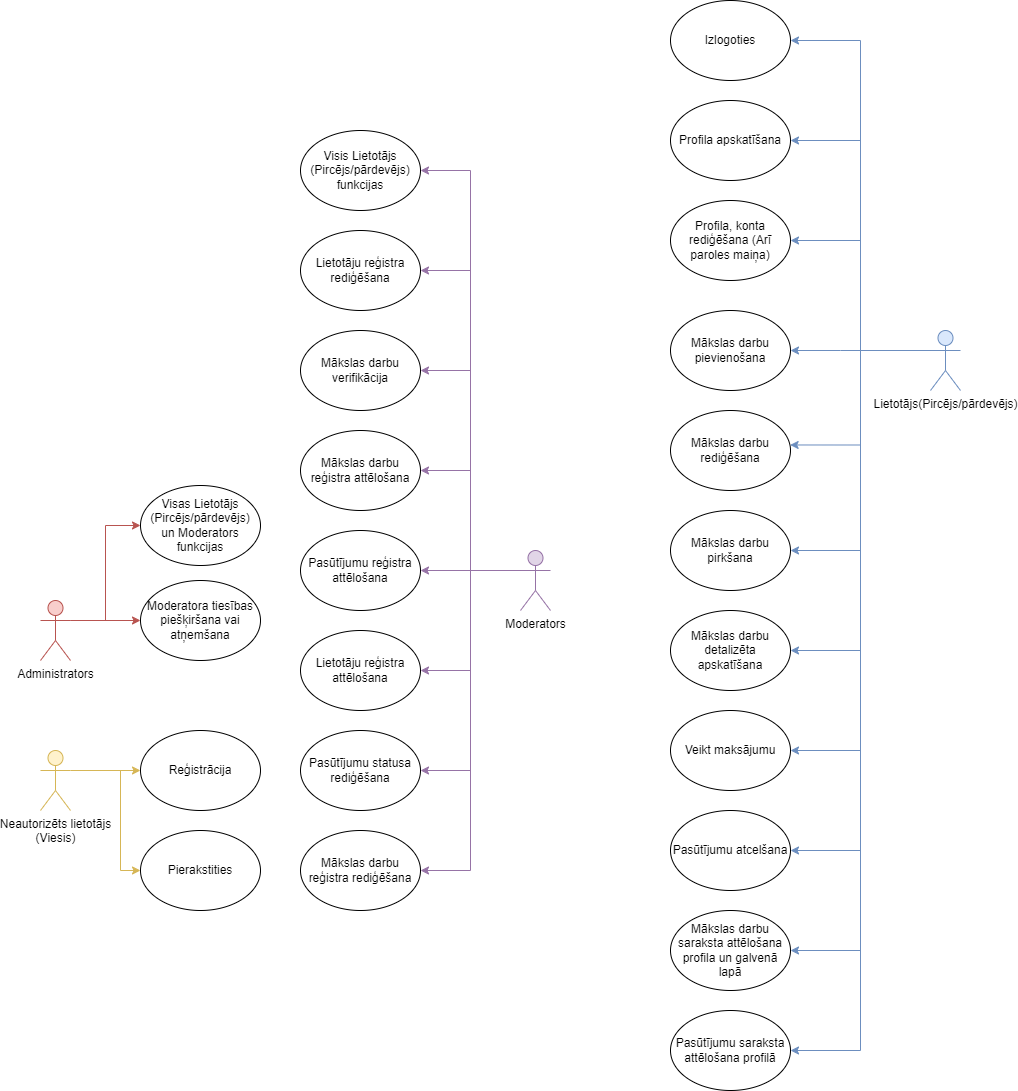 Izlogoties
Profila apskatīšana
Profila, konta
rediģēšana (Arī
paroles maiņa)
Mākslas darbu
pievienošana
Mākslas darbu
rediģēšana
Mākslas darbu
pirkšana
Mākslas darbu
detalizēta
apskatīšana
Veikt maksājumu
Pasūtījumu atcelšana
Mākslas darbu
saraksta attēlošana
profila un galvenā
lapā
Pasūtījumu saraksta
attēlošana profilā
Lietotājs(Pircējs/pārdevējs)
Visis Lietotājs
(Pircējs/pārdevējs)
funkcijas
Lietotāju reģistra
rediģēšana
Mākslas darbu
verifikācija
Mākslas darbu
reģistra attēlošana
Pasūtījumu reģistra
attēlošana
Lietotāju reģistra
attēlošana
Pasūtījumu statusa
rediģēšana
Mākslas darbu
reģistra rediģēšana
Moderators
Visas Lietotājs
(Pircējs/pārdevējs)
un Moderators
funkcijas
Moderatora tiesības
piešķiršana vai
atņemšana
Administrators
Reģistrācija
Pierakstities
Neautorizēts lietotājs
(Viesis)